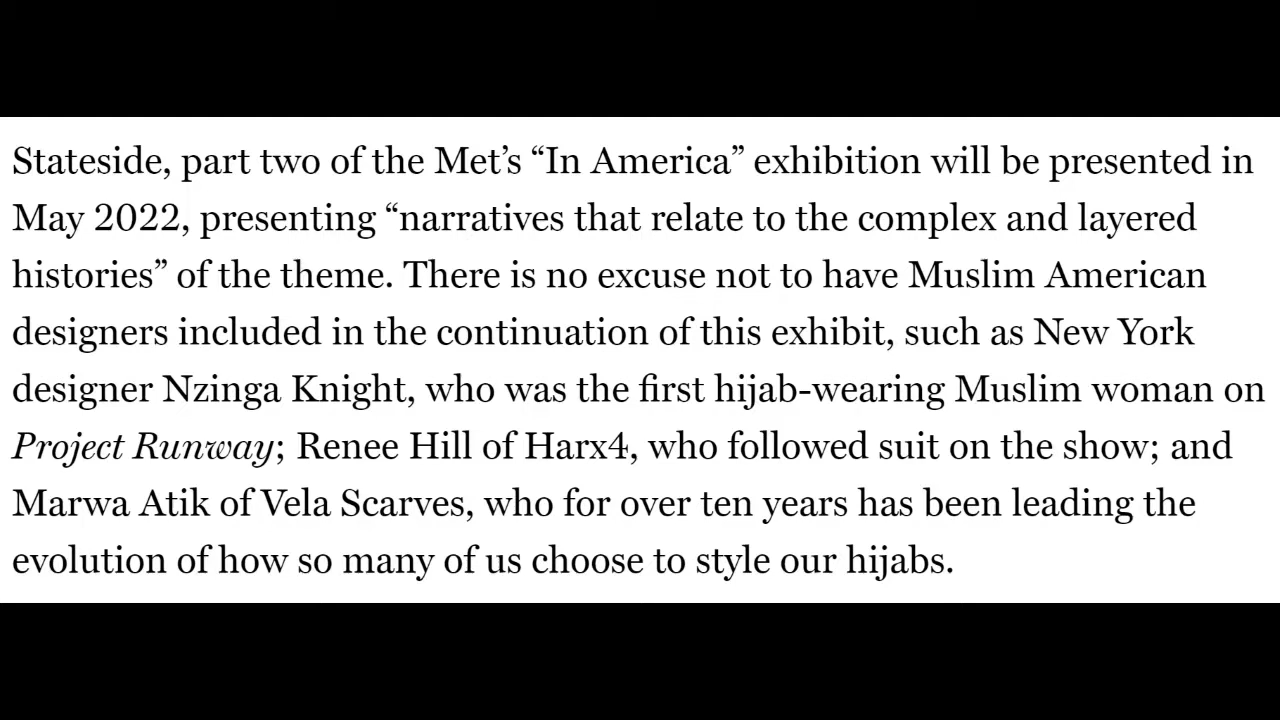 Stateside, part two of the Met’s “In America” exhibition will be presented in
May 2022, presenting “narratives that relate to the complex and layered
histories” of the theme. There is no excuse not to have Muslim American
designers included in the continuation of this exhibit, such as New York
designer Nzinga Knight, who was the first hijab-wearing Muslim woman on
Project Runway; Renee Hill of Harx4, who followed suit on the show; and
Marwa Atik of Vela Scarves, who for over ten years has been leading the
evolution of how so many of us choose to style our hijabs.